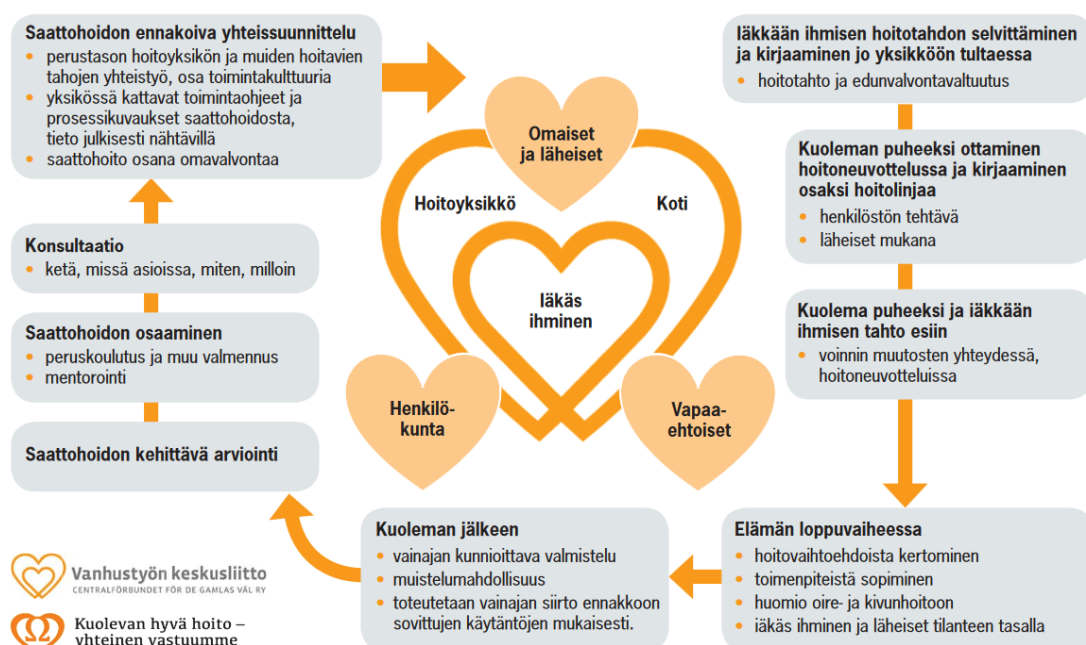 Saattohoidon ennakoiva yhteissuunnittelu
• perustason hoitoyksikön ja muiden hoitavien
tahojen yhteistyö, osa toimintakulttuuria
• yksikössä kattavat toimintaohjeet ja
prosessikuvaukset saattohoidosta,
tieto julkisesti nähtävillä
• saattohoito osana omavalvontaa
Konsultaatio
• ketä, missä asioissa, miten, milloin
Saattohoidon osaaminen
• peruskoulutus ja muu valmennus
• mentorointi
Saattohoidon kehittävä arviointi
Omaiset
ja läheiset
Hoitoyksikkö
Koti
Iäkäs
ihminen
Henkilö-
kunta
Vapaa-
ehtoiset
Iäkkään ihmisen hoitotahdon selvittäminen
ja kirjaaminen jo yksikköön tultaessa
• hoitotahto ja edunvalvontavaltuutus
Kuoleman puheeksi ottaminen
hoitoneuvottelussa ja kirjaaminen
osaksi hoitolinjaa
• henkilöstön tehtävä
• läheiset mukana
Kuolema puheeksi ja iäkkään
ihmisen tahto esiin
• voinnin muutosten yhteydessä,
hoitoneuvotteluissa
Elämän loppuvaiheessa
• hoitovaihtoehdoista kertominen
• toimenpiteistä sopiminen
• huomio oire- ja kivunhoitoon
• iäkäs ihminen ja läheiset tilanteen tasalla
Kuoleman jälkeen
• vainajan kunnioittava valmistelu
• muistelumahdollisuus
• toteutetaan vainajan siirto ennakkoon
sovittujen käytäntöjen mukaisesti.
Vanhustyön keskusliitto
CENTRALFÖRBUNDET FÖR DE GAMLAS VÄL RY
Kuolevan hyvä hoito –
yhteinen vastuumme